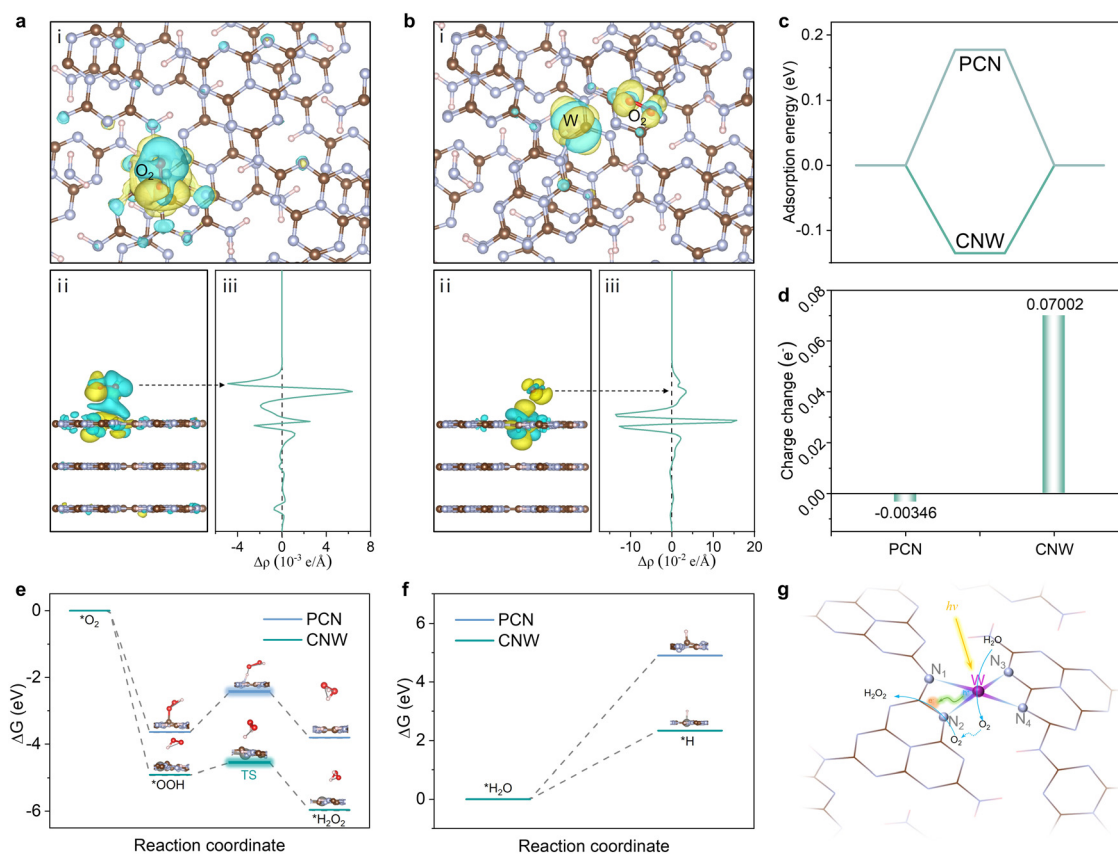 a
i
O2
ii
iii
-4 0 4 8
Δρ (10-3 e/Å)
b
i
W
O2
ii
iii
-10 0 10 20
Δρ (10-2 e/Å)
c
Adsorption energy (eV)
0.2
0.1
0.0
-0.1
PCN
CNW
d
Charge change (e-)
0.08
0.06
0.04
0.02
0.00
0.07002
-0.00346
PCN CNW
e
ΔG (eV)
0
-2
-4
-6
*O2
PCN
CNW
*OOH
TS
*H2O2
Reaction coordinate
f
ΔG (eV)
6
4
2
0
PCN
CNW
*H2O
*H
Reaction coordinate
g
hν
H2O
N1
N3
W
H2O2
e-
N2
O2
O2
N4